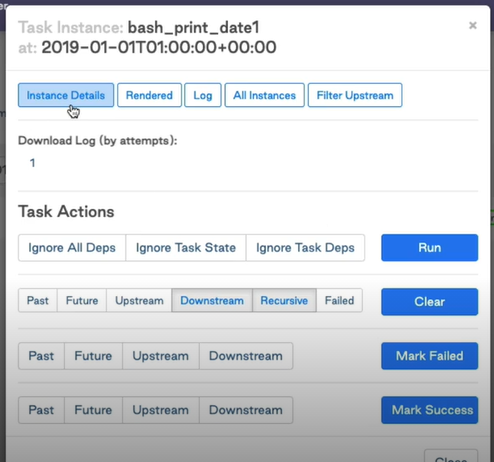 Task Instance: bash_print_date1
at: 2019-01-01T01:00:00+00:00
×
Instance Details Rendered Log All Instances Filter Upstream
Download Log (by attempts):
1
Task Actions
Ignore All Deps Ignore Task State Ignore Task Deps Run
Past Future Upstream Downstream Recursive Failed Clear
Past Future Upstream Downstream Mark Failed
Past Future Upstream Downstream Mark Success
Close